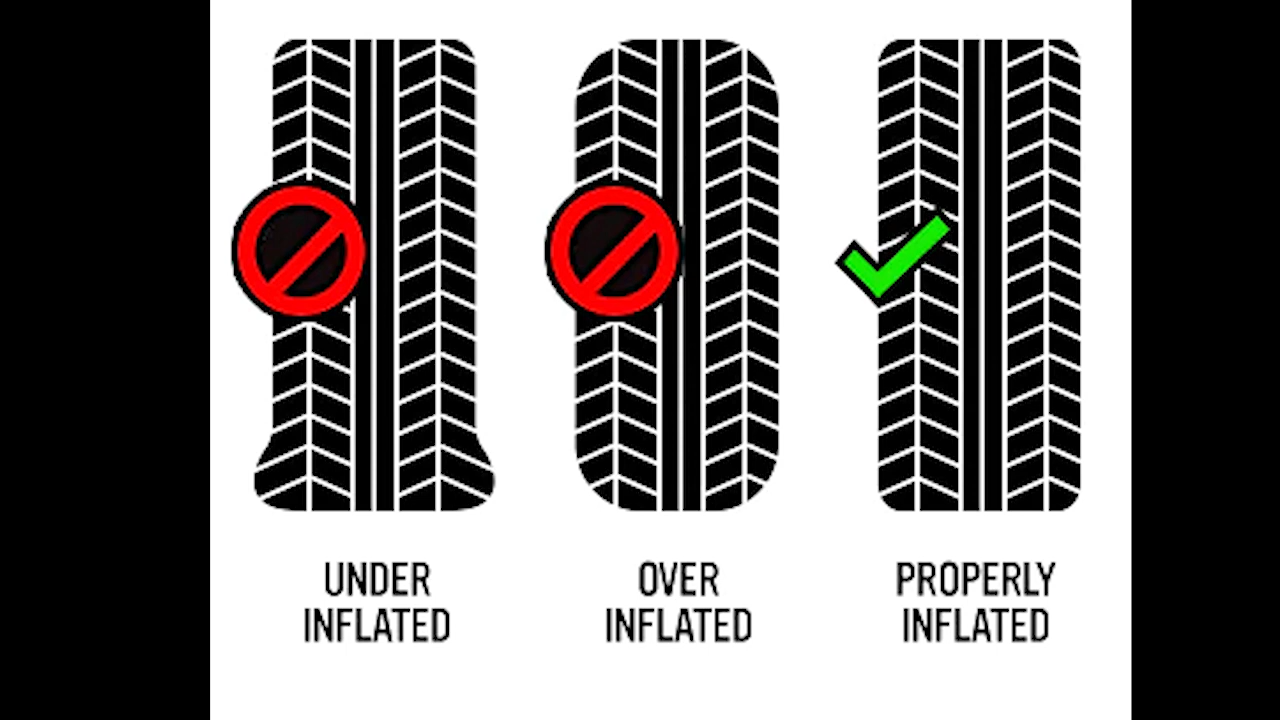 UNDER
INFLATED
OVER
INFLATED
PROPERLY
INFLATED